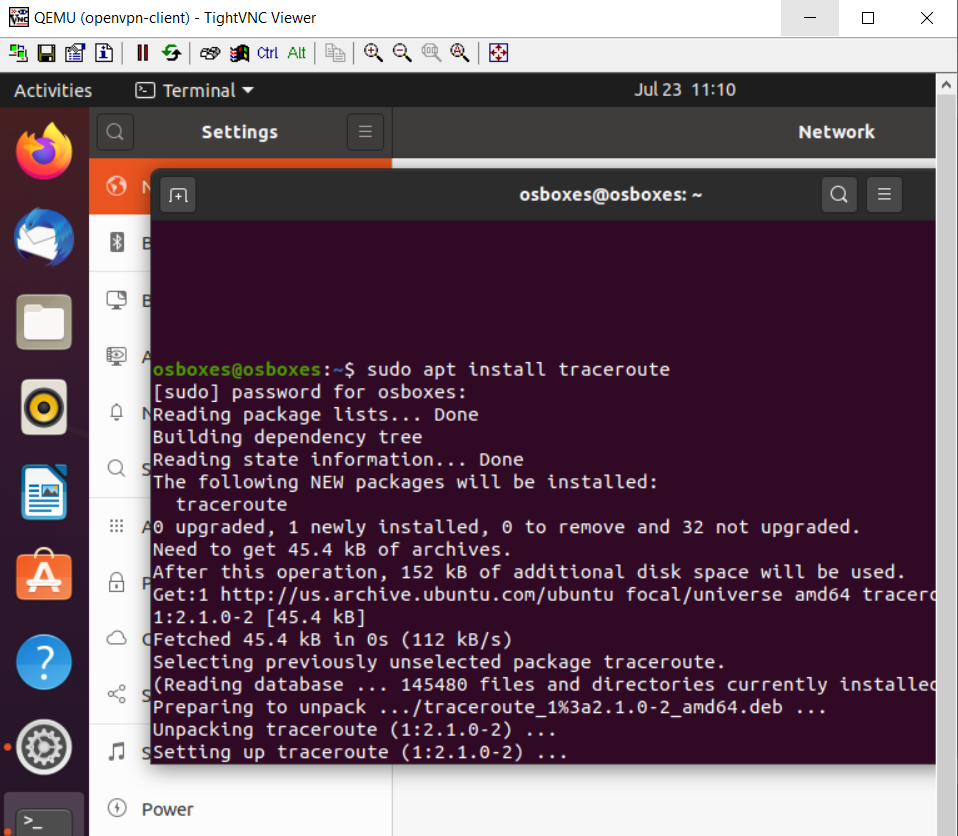 QEMU (openvpn-client) - TightVNC Viewer
Ctrl Alt
Activities Terminal Jul 23 11:10
Settings Network
osboxes@osboxes: ~
osboxes@osboxes:~$ sudo apt install traceroute
[sudo] password for osboxes:
Reading package lists... Done
Building dependency tree
Reading state information... Done
The following NEW packages will be installed:
traceroute
0 upgraded, 1 newly installed, 0 to remove and 32 not upgraded.
Need to get 45.4 kB of archives.
After this operation, 152 kB of additional disk space will be used.
Get:1 http://us.archive.ubuntu.com/ubuntu focal/universe amd64 tracero
1:2.1.0-2 [45.4 kB]
Fetched 45.4 kB in 0s (112 kB/s)
Selecting previously unselected package traceroute.
(Reading database ... 145480 files and directories currently installed
Preparing to unpack .../traceroute_1%3a2.1.0-2_amd64.deb ...
Unpacking traceroute (1:2.1.0-2) ...
Setting up traceroute (1:2.1.0-2) ...
Power